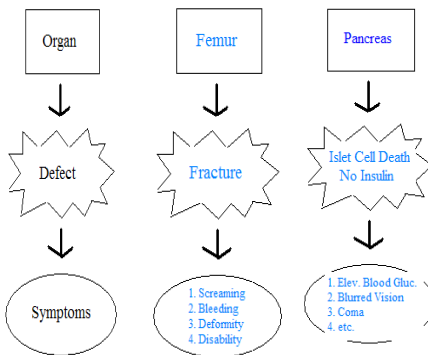 Organ
Femur
Pancreas
Defect
Fracture
Islet Cell Death
No Insulin
Symptoms
1. Screaming
2. Bleeding
3. Deformity
4. Disability
1. Elev. Blood Gluc.
2. Blurred Vision
3. Coma
4. etc.